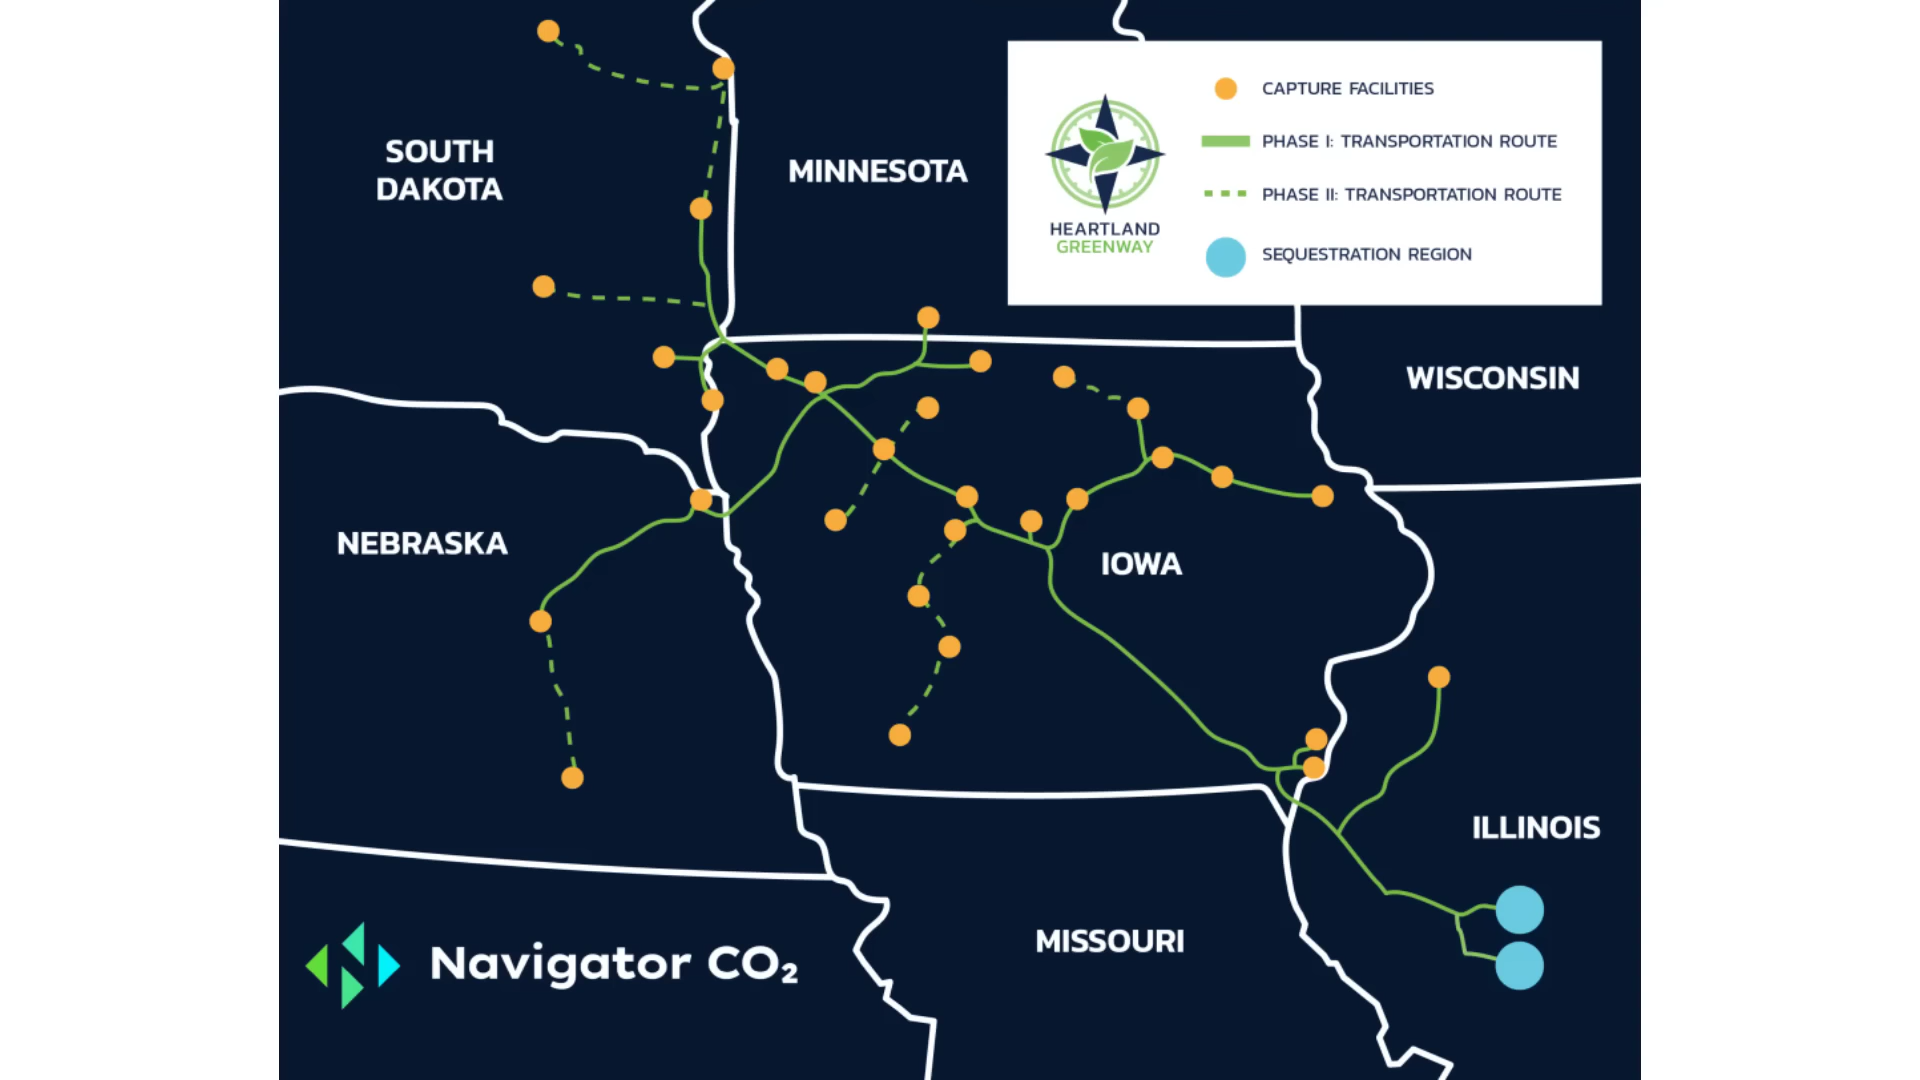 SOUTH
DAKOTA
MINNESOTA
HEARTLAND
GREENWAY
CAPTURE FACILITIES
PHASE I: TRANSPORTATION ROUTE
PHASE II: TRANSPORTATION ROUTE
SEQUESTRATION REGION
WISCONSIN
NEBRASKA
IOWA
ILLINOIS
MISSOURI
Navigator CO₂